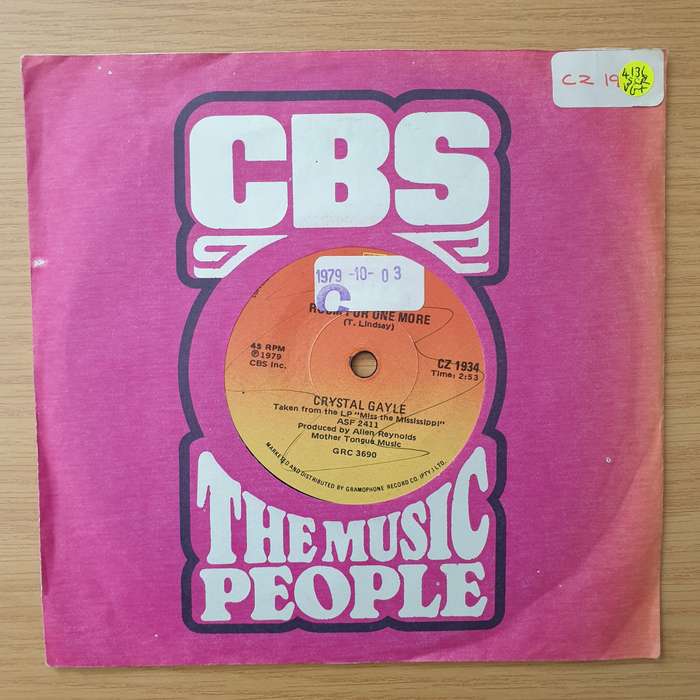 CZ 19
4136
VG+
CBS
1979 -10- 03
C
ROOM FOR ONE MORE
(T. Lindsay)
45 RPM
℗ 1979
CBS Inc.
CZ 1934
Time: 2:53
CRYSTAL GAYLE
Taken from the LP "Miss the Mississippi"
ASF 2411
Produced by Allen Reynolds
Mother Tongue Music
GRC 3690
MARKETED AND DISTRIBUTED BY GRAMOPHONE RECORD CO. (PTY.) LTD.
THE MUSIC
PEOPLE